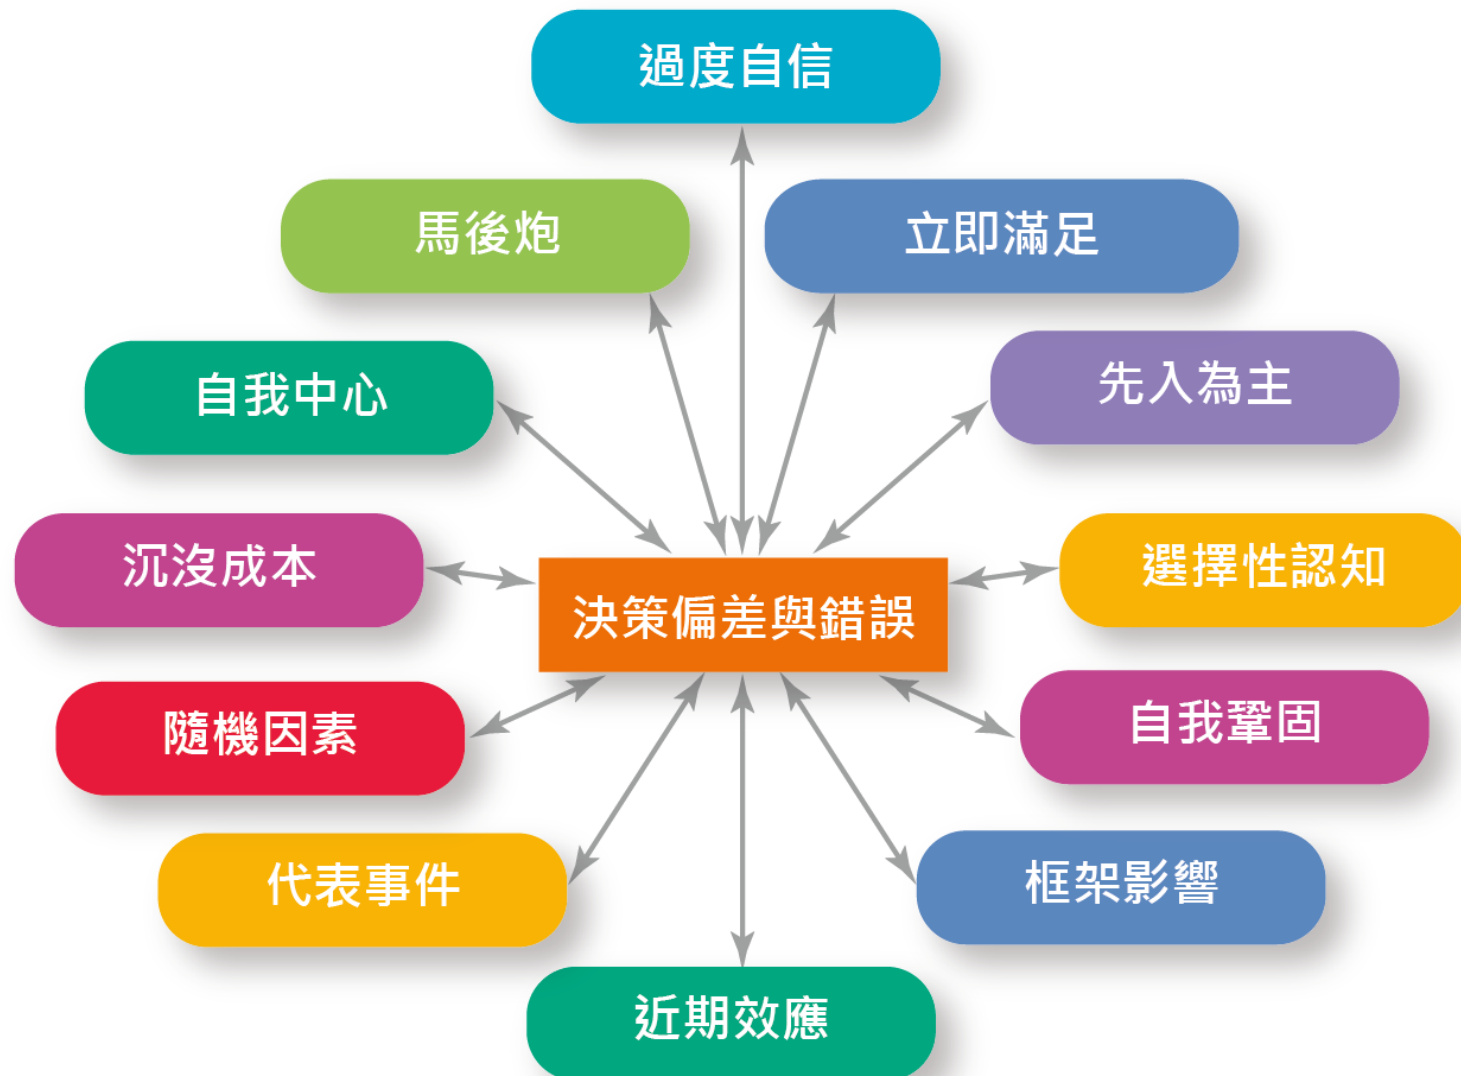 過度自信
馬後炮
立即滿足
自我中心
先入為主
沉沒成本
選擇性認知
決策偏差與錯誤
隨機因素
自我鞏固
代表事件
框架影響
近期效應